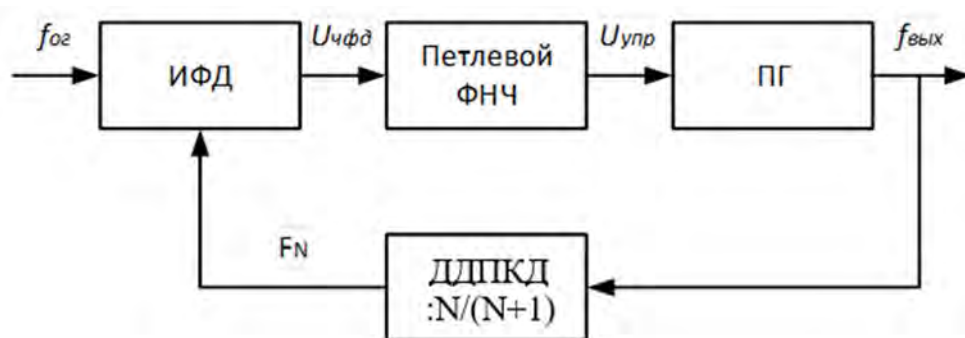 fог
ИФД
Uчфд
Петлевой
ФНЧ
Uупр
ПГ
fвых
FN
ДДПКД
:N/(N+1)